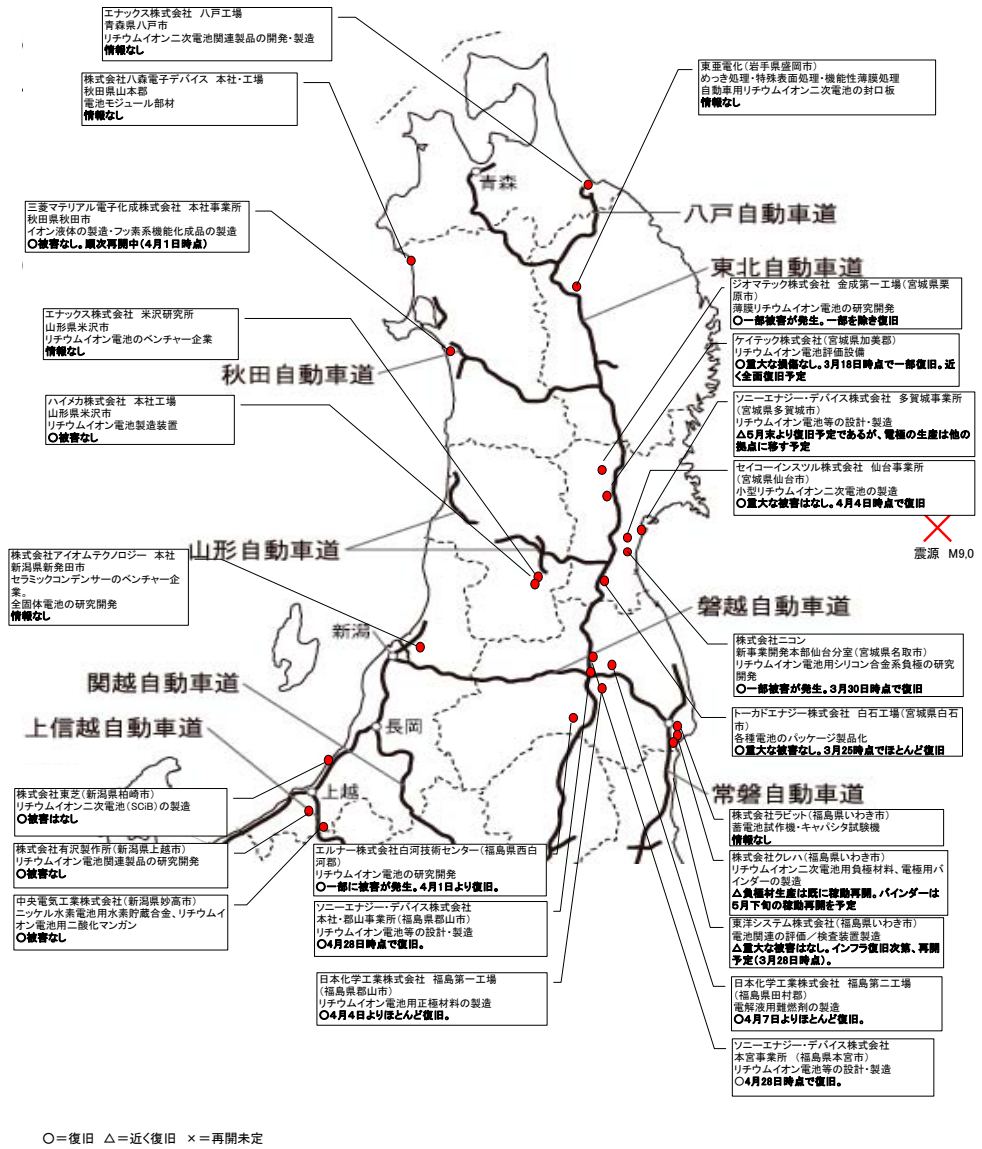 エナックス株式会社 八戸工場
青森県八戸市
リチウムイオン二次電池関連製品の開発・製造
情報なし
株式会社八森電子デバイス 本社・工場
秋田県山本郡
電池モジュール部材
情報なし
東亜電化(岩手県盛岡市)
めっき処理・特殊表面処理・機能性薄膜処理
自動車用リチウムイオン二次電池の封口板
情報なし
青森
八戸自動車道
東北自動車道
三菱マテリアル電子化成株式会社 本社事業所
秋田県秋田市
イオン液体の製造・フッ素系機能化成品の製造
○被害なし。順次再開中(4月1日時点)
ジオマテック株式会社 金成第一工場(宮城県栗
原市)
薄膜リチウムイオン電池の研究開発
○一部被害が発生。一部を除き復旧
エナックス株式会社 米沢研究所
山形県米沢市
リチウムイオン電池のベンチャー企業
情報なし
ケイテック株式会社(宮城県加美郡)
リチウムイオン電池評価設備
○重大な損傷なし。3月18日時点で一部復旧。近
く全面復旧予定
秋田自動車道
ハイメカ株式会社 本社工場
山形県米沢市
リチウムイオン電池製造装置
○被害なし
ソニーエナジー・デバイス株式会社 多賀城事業所
(宮城県多賀城市)
リチウムイオン電池等の設計・製造
△5月末より復旧予定であるが、電極の生産は他の
拠点に移す予定
セイコーインスツル株式会社 仙台事業所
(宮城県仙台市)
小型リチウムイオン二次電池の製造
○重大な被害はなし。4月4日時点で復旧
震源 M9,0
山形自動車道
株式会社アイオムテクノロジー 本社
新潟県新発田市
セラミックコンデンサーのベンチャー企
業。
全固体電池の研究開発
情報なし
磐越自動車道
新潟
株式会社ニコン
新事業開発本部仙台分室(宮城県名取市)
リチウムイオン電池用シリコン合金系負極の研究
開発
○一部被害が発生。3月30日時点で復旧
関越自動車道
上信越自動車道
長岡
トーカドエナジー株式会社 白石工場(宮城県白石
市)
各種電池のパッケージ製品化
○重大な被害なし。3月25時点でほとんど復旧
常磐自動車道
上越
株式会社東芝(新潟県柏崎市)
リチウムイオン二次電池(SCiB)の製造
○被害はなし
株式会社ラビット(福島県いわき市)
蓄電池試作機・キャパシタ試験機
情報なし
株式会社有沢製作所(新潟県上越市)
リチウムイオン電池関連製品の研究開発
○被害なし
エルナー株式会社白河技術センター(福島県西白
河郡)
リチウムイオン電池の研究開発
○一部に被害が発生。4月1日より復旧。
株式会社クレハ(福島県いわき市)
リチウムイオン二次電池用負極材料、電極用バ
インダーの製造
△負極材生産は既に稼動再開。バインダーは
5月下旬の稼動再開を予定
中央電気工業株式会社(新潟県妙高市)
ニッケル水素電池用水素貯蔵合金、リチウムイ
オン電池用二酸化マンガン
○被害なし
ソニーエナジー・デバイス株式会社
本社・郡山事業所(福島県郡山市)
リチウムイオン電池等の設計・製造
○4月28日時点で復旧。
東洋システム株式会社(福島県いわき市)
電池関連の評価/検査装置製造
△重大な被害はなし。インフラ復旧次第、再開
予定(3月28日時点)。
日本化学工業株式会社 福島第一工場
(福島県郡山市)
リチウムイオン電池用正極材料の製造
○4月4日よりほとんど復旧。
日本化学工業株式会社 福島第二工場
(福島県田村郡)
電解液用難燃剤の製造
○4月7日よりほとんど復旧。
ソニーエナジー・デバイス株式会社
本宮事業所 (福島県本宮市)
リチウムイオン電池等の設計・製造
○4月28日時点で復旧。
○=復旧 △=近く復旧 ×=再開未定